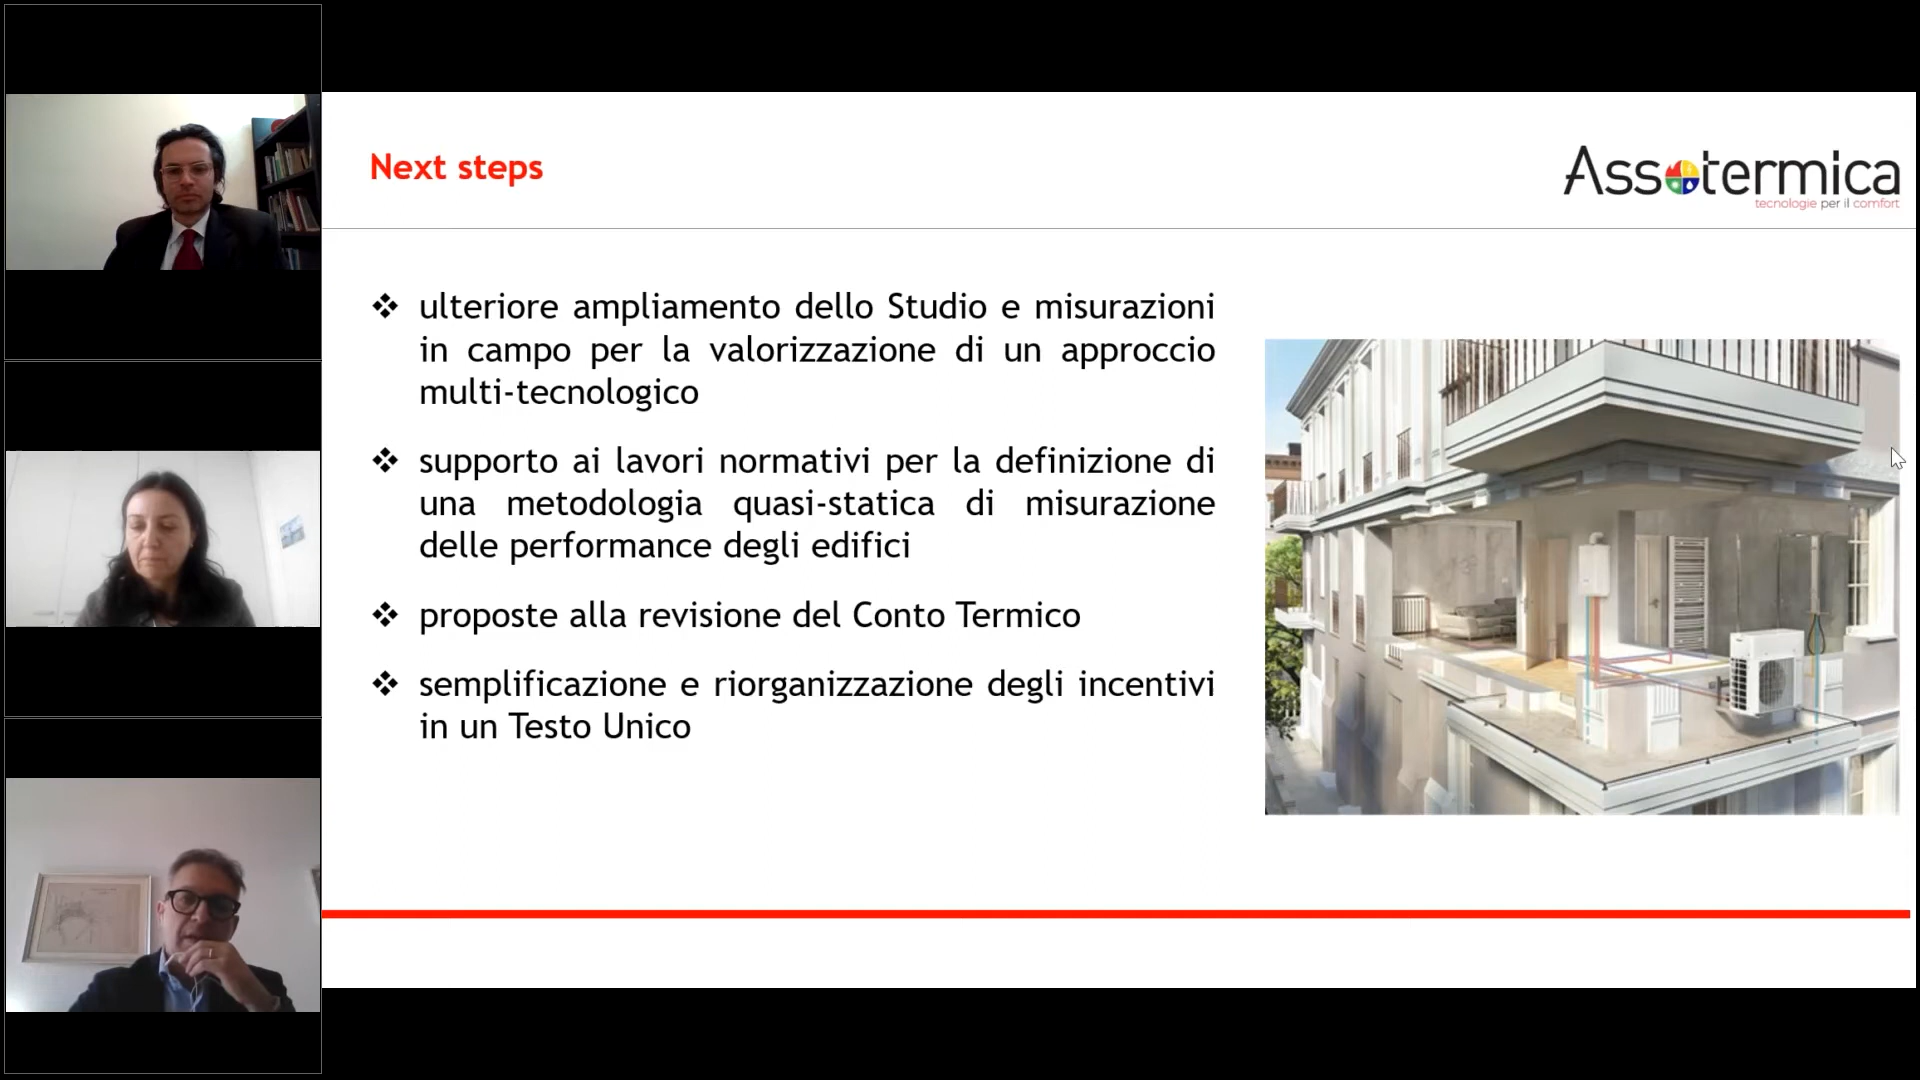 Next steps
Assotermica
tecnologie per il comfort
❖ ulteriore ampliamento dello Studio e misurazioni
in campo per la valorizzazione di un approccio
multi-tecnologico
❖ supporto ai lavori normativi per la definizione di
una metodologia quasi-statica di misurazione
delle performance degli edifici
❖ proposte alla revisione del Conto Termico
❖ semplificazione e riorganizzazione degli incentivi
in un Testo Unico